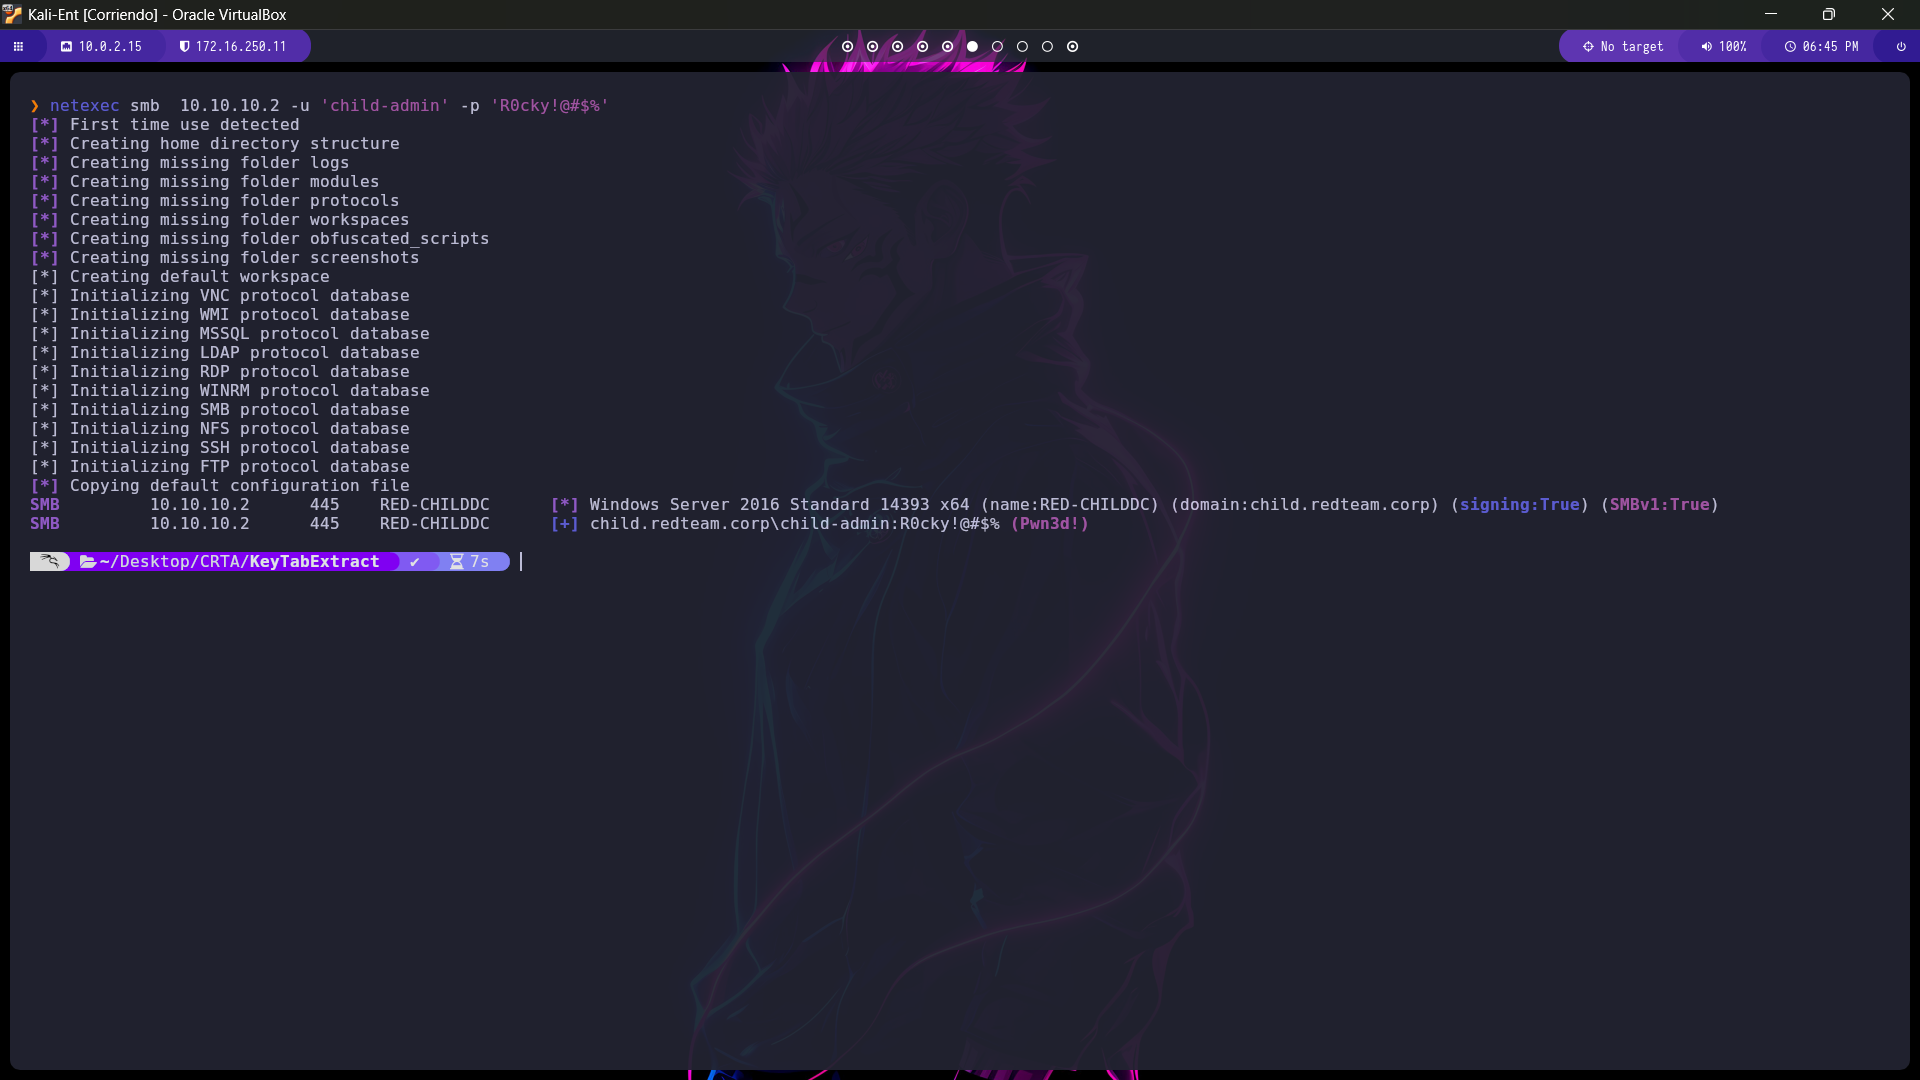 Kali-Ent [Corriendo] - Oracle VirtualBox
10.0.2.15 172.16.250.11 No target 100% 06:45 PM
❯ netexec smb  10.10.10.2 -u 'child-admin' -p 'R0cky!@#$%'
[*] First time use detected
[*] Creating home directory structure
[*] Creating missing folder logs
[*] Creating missing folder modules
[*] Creating missing folder protocols
[*] Creating missing folder workspaces
[*] Creating missing folder obfuscated_scripts
[*] Creating missing folder screenshots
[*] Creating default workspace
[*] Initializing VNC protocol database
[*] Initializing WMI protocol database
[*] Initializing MSSQL protocol database
[*] Initializing LDAP protocol database
[*] Initializing RDP protocol database
[*] Initializing WINRM protocol database
[*] Initializing SMB protocol database
[*] Initializing NFS protocol database
[*] Initializing SSH protocol database
[*] Initializing FTP protocol database
[*] Copying default configuration file
SMB         10.10.10.2      445    RED-CHILDDC      [*] Windows Server 2016 Standard 14393 x64 (name:RED-CHILDDC) (domain:child.redteam.corp) (signing:True) (SMBv1:True)
SMB         10.10.10.2      445    RED-CHILDDC      [+] child.redteam.corp\child-admin:R0cky!@#$% (Pwn3d!)
~/Desktop/CRTA/KeyTabExtract ✔ 7s